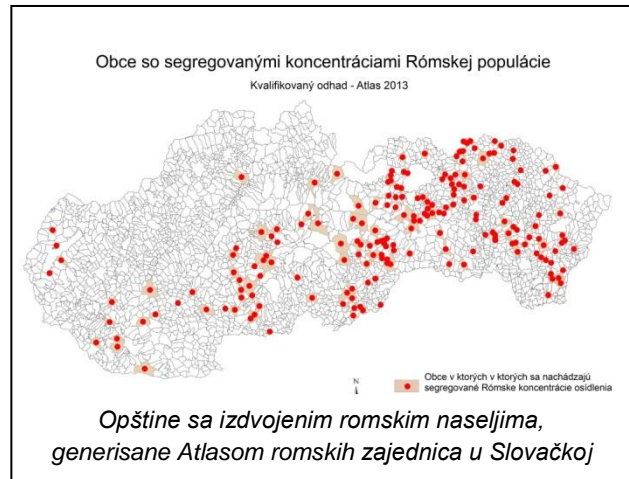 Obce so segregovanými koncentráciami Rómskej populácie
Kvalifikovaný odhad - Atlas 2013
N
Obce v ktorých v ktorých sa nachádzajú
segregované Rómske koncentrácie osídlenia
Opštine sa izdvojenim romskim naseljima,
generisane Atlasom romskih zajednica u Slovačkoj